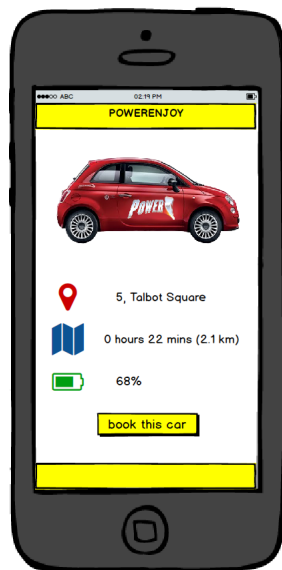 ABC 02:19 PM
POWERENJOY
POWER
5, Talbot Square
0 hours 22 mins (2.1 km)
68%
book this car